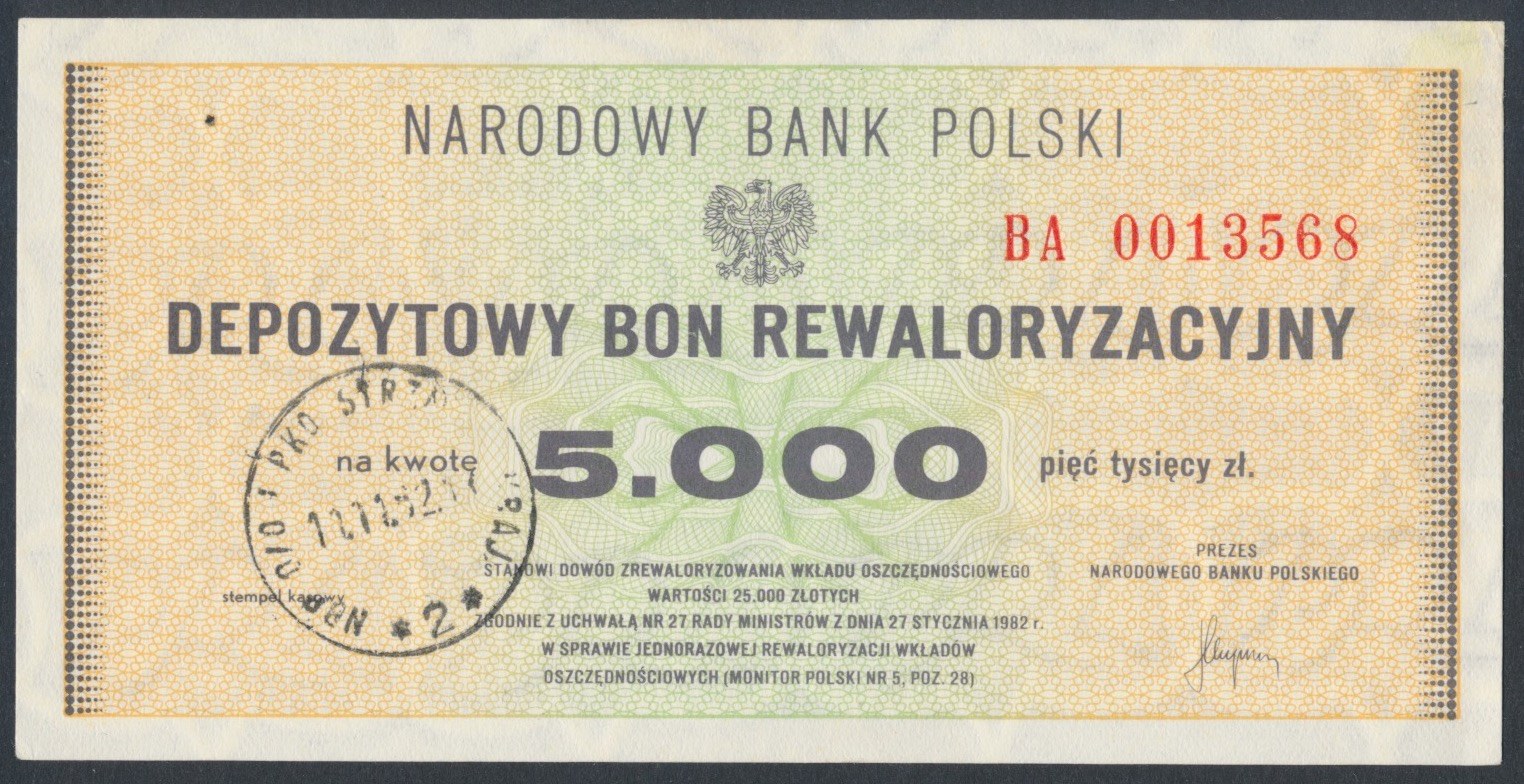 NARODOWY BANK POLSKI
BA 0013568
DEPOZYTOWY BON REWALORYZACYJNY
na kwotę 5.000 pięć tysięcy zł.
NBP OIO / PKO
* 2 *
stempel kasowy
STANOWI DOWÓD ZREWALORYZOWANIA WKŁADU OSZCZĘDNOŚCIOWEGO
WARTOŚCI 25.000 ZŁOTYCH
ZGODNIE Z UCHWAŁĄ NR 27 RADY MINISTRÓW Z DNIA 27 STYCZNIA 1982 r.
W SPRAWIE JEDNORAZOWEJ REWALORYZACJI WKŁADÓW
OSZCZĘDNOŚCIOWYCH (MONITOR POLSKI NR 5, POZ. 28)
PREZES
NARODOWEGO BANKU POLSKIEGO